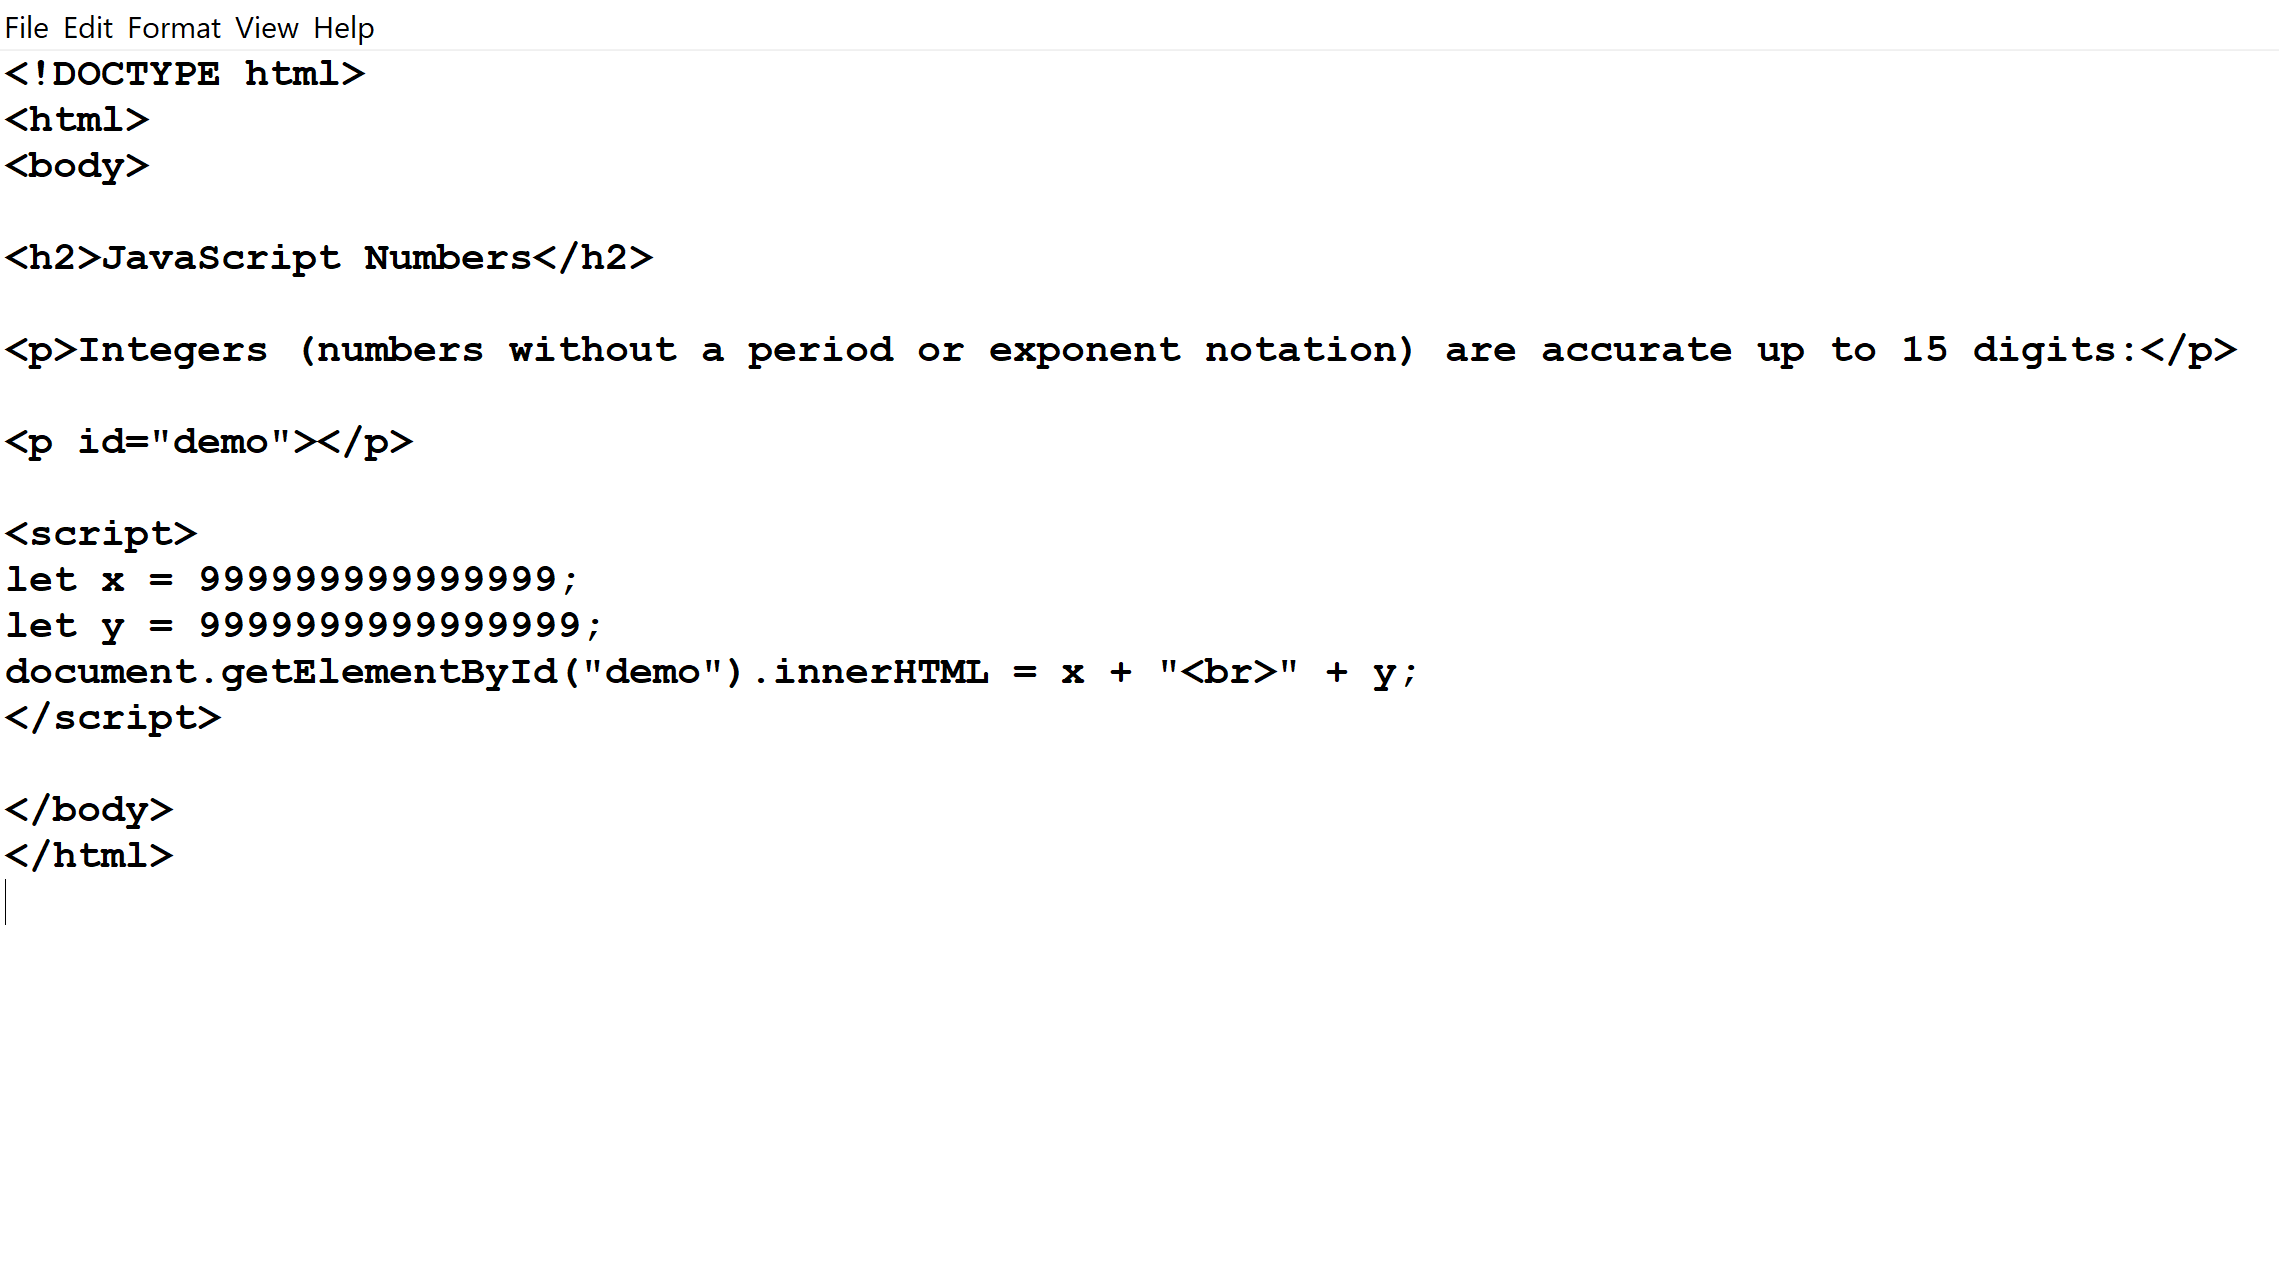 File Edit Format View Help
<!DOCTYPE html>
<html>
<body>
<h2>JavaScript Numbers</h2>
<p>Integers (numbers without a period or exponent notation) are accurate up to 15 digits:</p>
<p id="demo"></p>
<script>
let x = 999999999999999;
let y = 9999999999999999;
document.getElementById("demo").innerHTML = x + "<br>" + y;
</script>
</body>
</html>